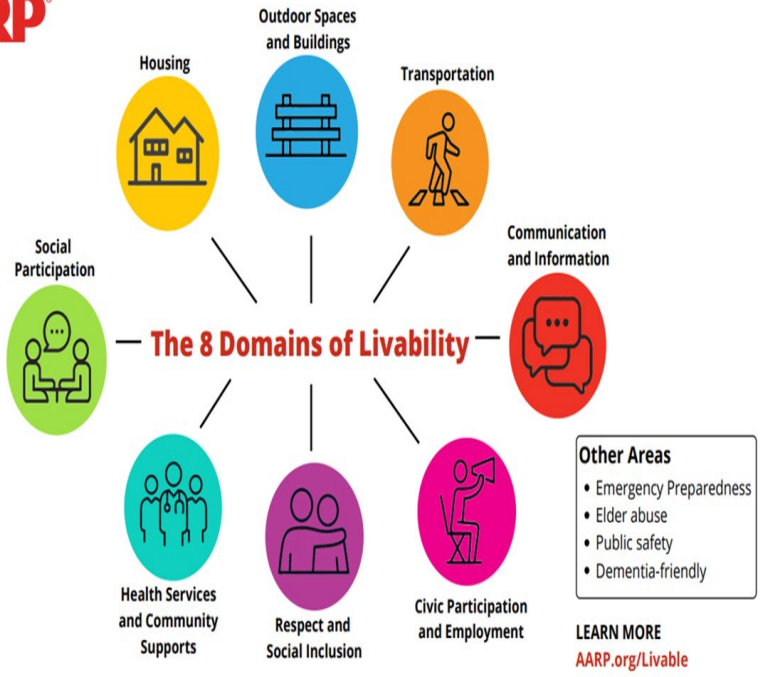 RP
Outdoor Spaces
and Buildings
Housing
Transportation
Communication
and Information
Social
Participation
The 8 Domains of Livability
Health Services
and Community
Supports
Respect and
Social Inclusion
Civic Participation
and Employment
Other Areas
• Emergency Preparedness
• Elder abuse
• Public safety
• Dementia-friendly
LEARN MORE
AARP.org/Livable